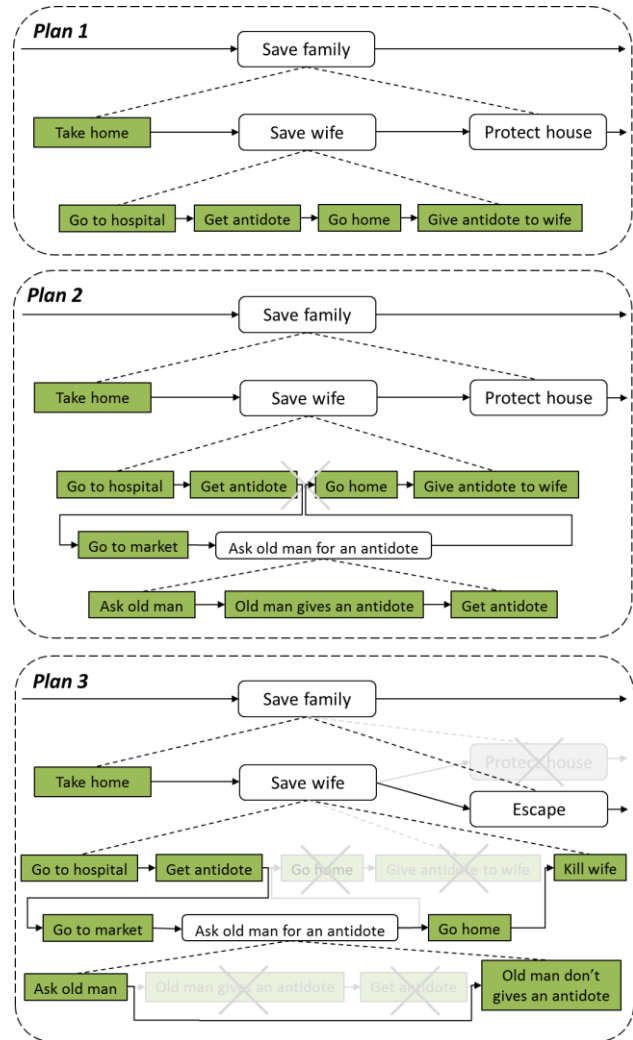 Plan 1
Save family
Take home
Save wife
Protect house
Go to hospital
Get antidote
Go home
Give antidote to wife
Plan 2
Save family
Take home
Save wife
Protect house
Go to hospital
Get antidote
Go home
Give antidote to wife
Go to market
Ask old man for an antidote
Ask old man
Old man gives an antidote
Get antidote
Plan 3
Save family
Protect house
Take home
Save wife
Escape
Go to hospital
Get antidote
Go home
Give antidote to wife
Kill wife
Go to market
Ask old man for an antidote
Go home
Ask old man
Old man gives an antidote
Get antidote
Old man don't
gives an antidote